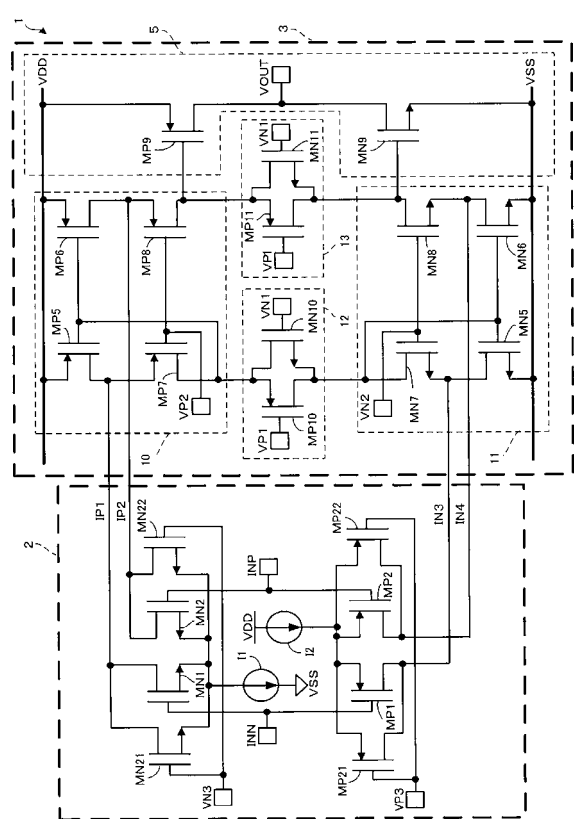 1
3
5
VDD
VOUT
VSS
MP9
MN9
MP6
MP8
MP11
VN1
MN11
VP1
13
MN8
MN6
MP5
MP7
VP2
10
VN1
MN10
12
VP1
MP10
VN2
MN7
MN5
11
2
IP1
IP2
IN3
IN4
MN22
MP22
MN2
INP
MP2
VDD
I2
MN1
I1
VSS
INN
MP1
MN21
MP21
VN3
VP3